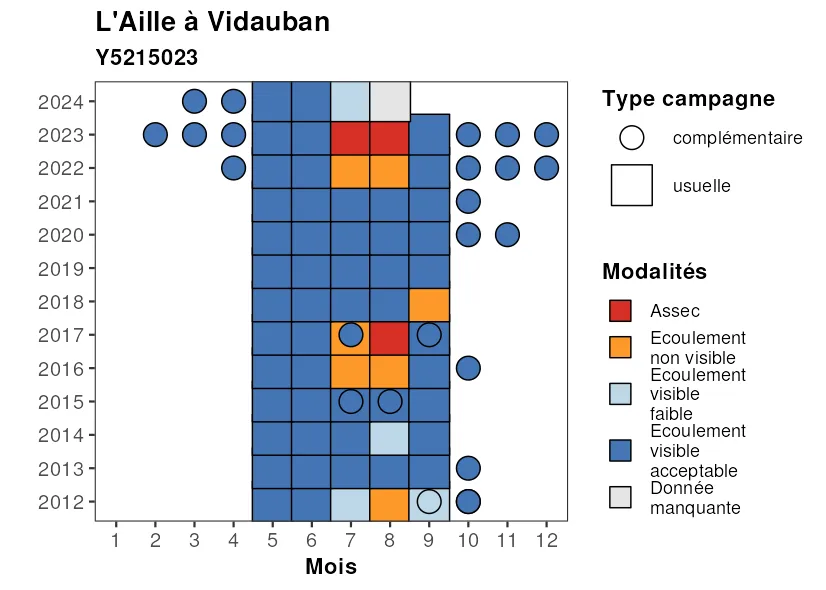 L'Aille à Vidauban
Y5215023
2024
2023
2022
2021
2020
2019
2018
2017
2016
2015
2014
2013
2012
1 2 3 4 5 6 7 8 9 10 11 12
Mois
Type campagne
complémentaire
usuelle
Modalités
Assec
Ecoulement
non visible
Ecoulement
visible
faible
Ecoulement
visible
acceptable
Donnée
manquante